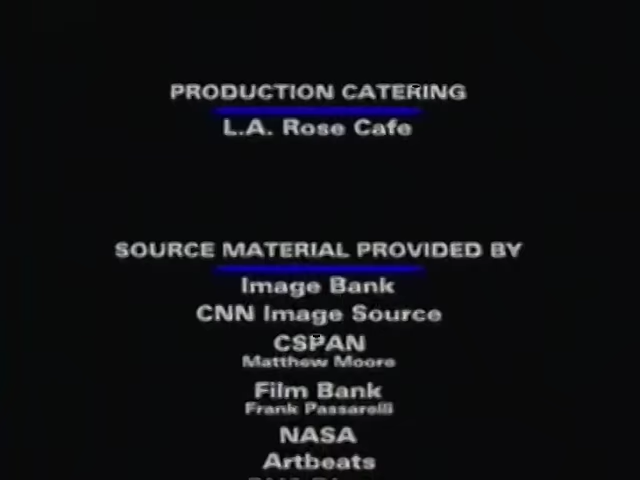 PRODUCTION CATERING
L.A. Rose Cafe
SOURCE MATERIAL PROVIDED BY
Image Bank
CNN Image Source
CSPAN
Matthew Moore
Film Bank
Frank Passarelli
NASA
Artbeats